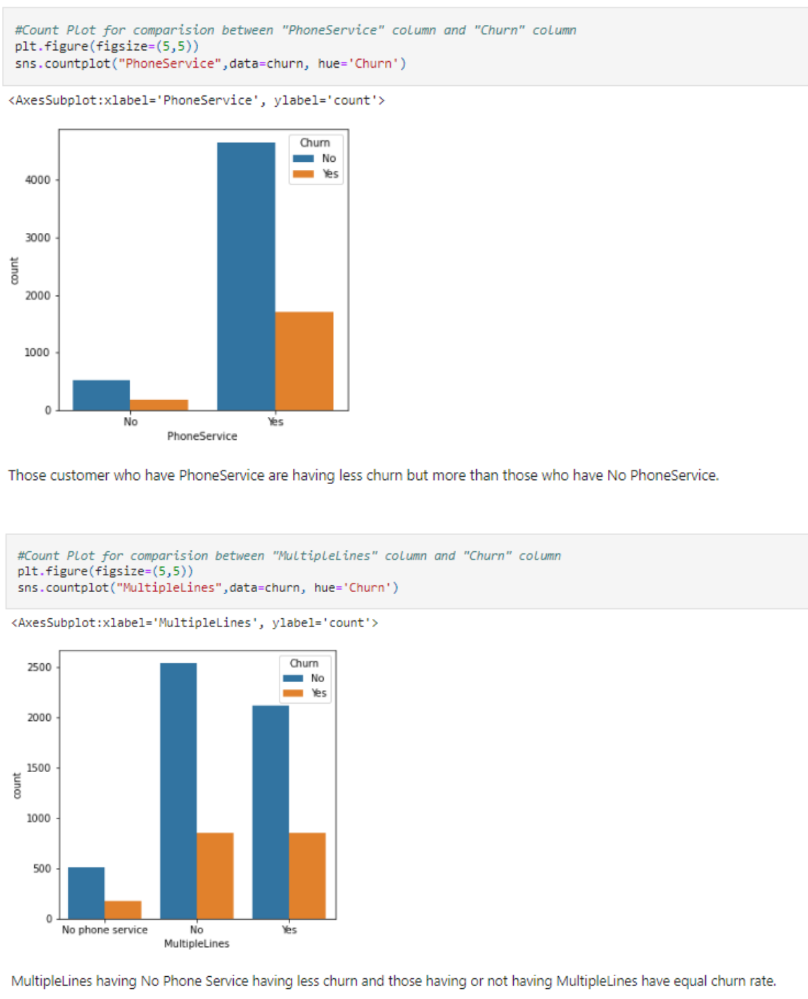 #Count Plot for comparision between "PhoneService" column and "Churn" column
plt.figure(figsize=(5,5))
sns.countplot("PhoneService",data=churn, hue='Churn')
<AxesSubplot:xlabel='PhoneService', ylabel='count'>
Churn
No
Yes
4000
3000
2000
1000
0
count
No
Yes
PhoneService
Those customer who have PhoneService are having less churn but more than those who have No PhoneService.
#Count Plot for comparision between "MultipleLines" column and "Churn" column
plt.figure(figsize=(5,5))
sns.countplot("MultipleLines",data=churn, hue='Churn')
<AxesSubplot:xlabel='MultipleLines', ylabel='count'>
Churn
No
Yes
2500
2000
1500
1000
500
0
count
No phone service
No
Yes
MultipleLines
MultipleLines having No Phone Service having less churn and those having or not having MultipleLines have equal churn rate.